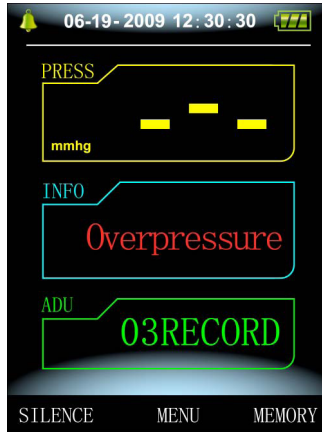 06-19-2009 12:30:30
PRESS
mmhg
INFO
Overpressure
ADU
03RECORD
SILENCE MENU MEMORY